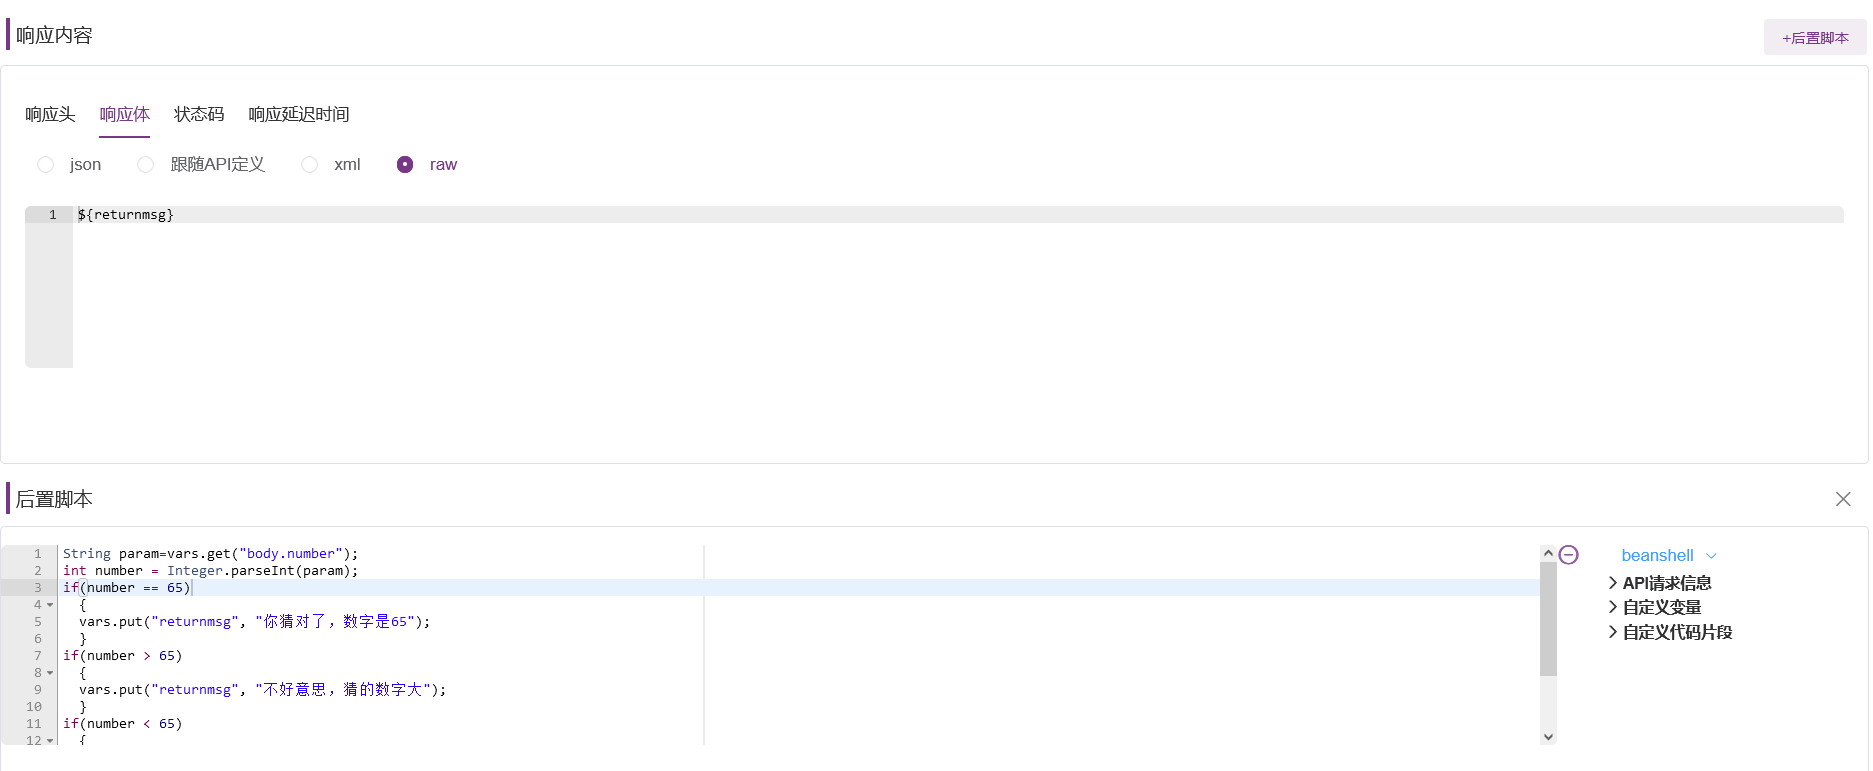 响应内容
+后置脚本
响应头 响应体 状态码 响应延迟时间
json 跟随API定义 xml raw
1 ${returnmsg}
后置脚本
1 String param=vars.get("body.number");
2 int number = Integer.parseInt(param);
3 if(number == 65)
4 {
5 vars.put("returnmsg", "你猜对了，数字是65");
6 }
7 if(number > 65)
8 {
9 vars.put("returnmsg", "不好意思，猜的数字大");
10 }
11 if(number < 65)
12 {
beanshell
API请求信息
自定义变量
自定义代码片段